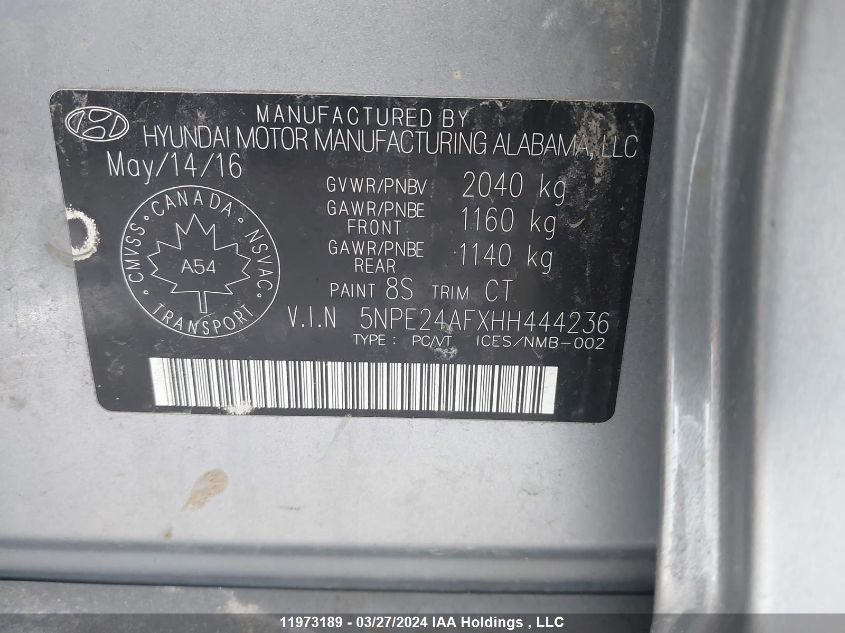 MANUFACTURED BY
HYUNDAI MOTOR MANUFACTURING ALABAMA, LLC
May/14/16
GVWR/PNBV 2040 kg
GAWR/PNBE FRONT 1160 kg
GAWR/PNBE REAR 1140 kg
PAINT 8S TRIM CT
CANADA
CMVSS • NSVAC
A54
TRANSPORT
V.I.N 5NPE24AFXHH444236
TYPE: PC/VT ICES/NMB-002
11973189 - 03/27/2024 IAA Holdings , LLC